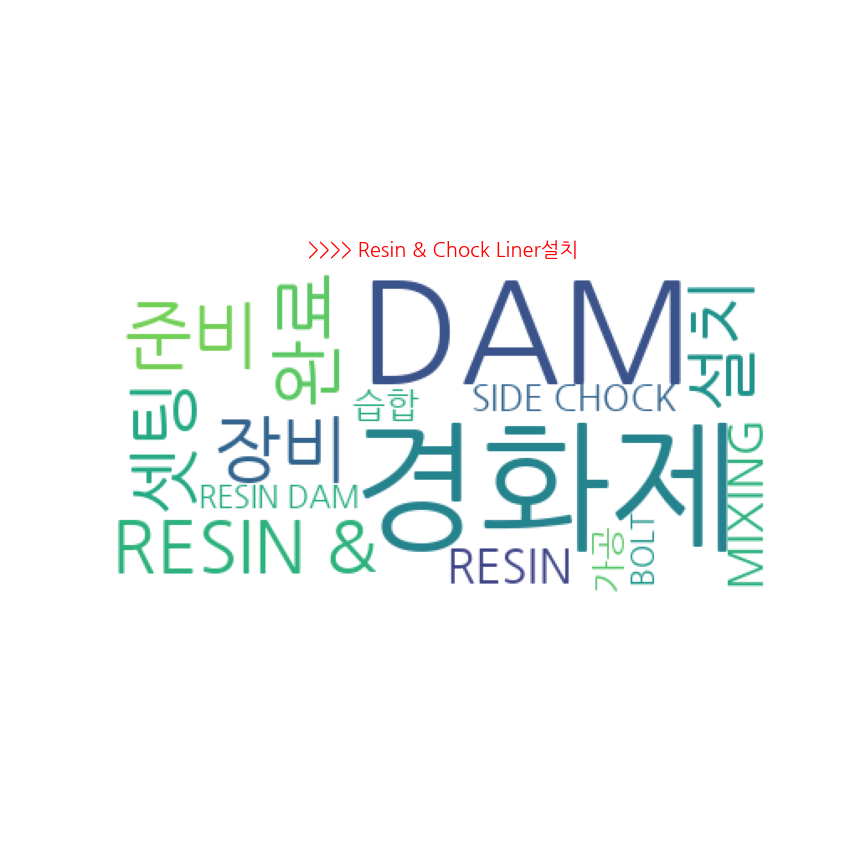 >>>> Resin & Chock Liner설치
DAM
준비
완료
설치
SIDE CHOCK
습합
셋팅
장비
경화제
MIXING
RESIN DAM
RESIN &
RESIN
가공
BOLT